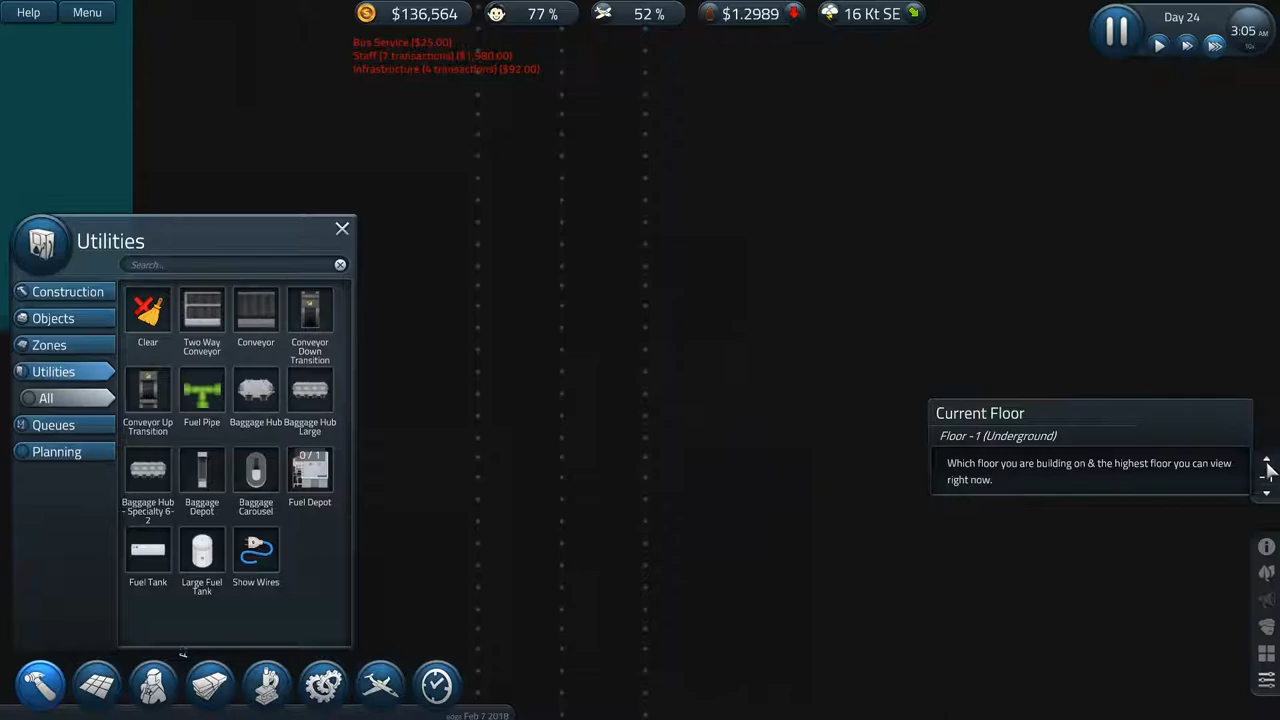 Help
Menu
$136,564
77 %
52 %
$1.2989
16 Kt SE
Day 24
3:05 AM
10x
Bus Service ($25.00)
Staff (7 transactions) ($1,980.00)
Infrastructure (4 transactions) ($92.00)
Utilities
Search...
Construction
Objects
Zones
Utilities
All
Queues
Planning
Clear
Two Way
Conveyor
Conveyor
Conveyor
Down
Transition
Conveyor Up
Transition
Fuel Pipe
Baggage Hub
Baggage Hub
Large
Baggage Hub
- Specialty 6-
2
Baggage
Depot
Baggage
Carousel
0 / 1
Fuel Depot
Fuel Tank
Large Fuel
Tank
Show Wires
Current Floor
Floor -1 (Underground)
Which floor you are building on & the highest floor you can view
right now.
Feb 7 2018